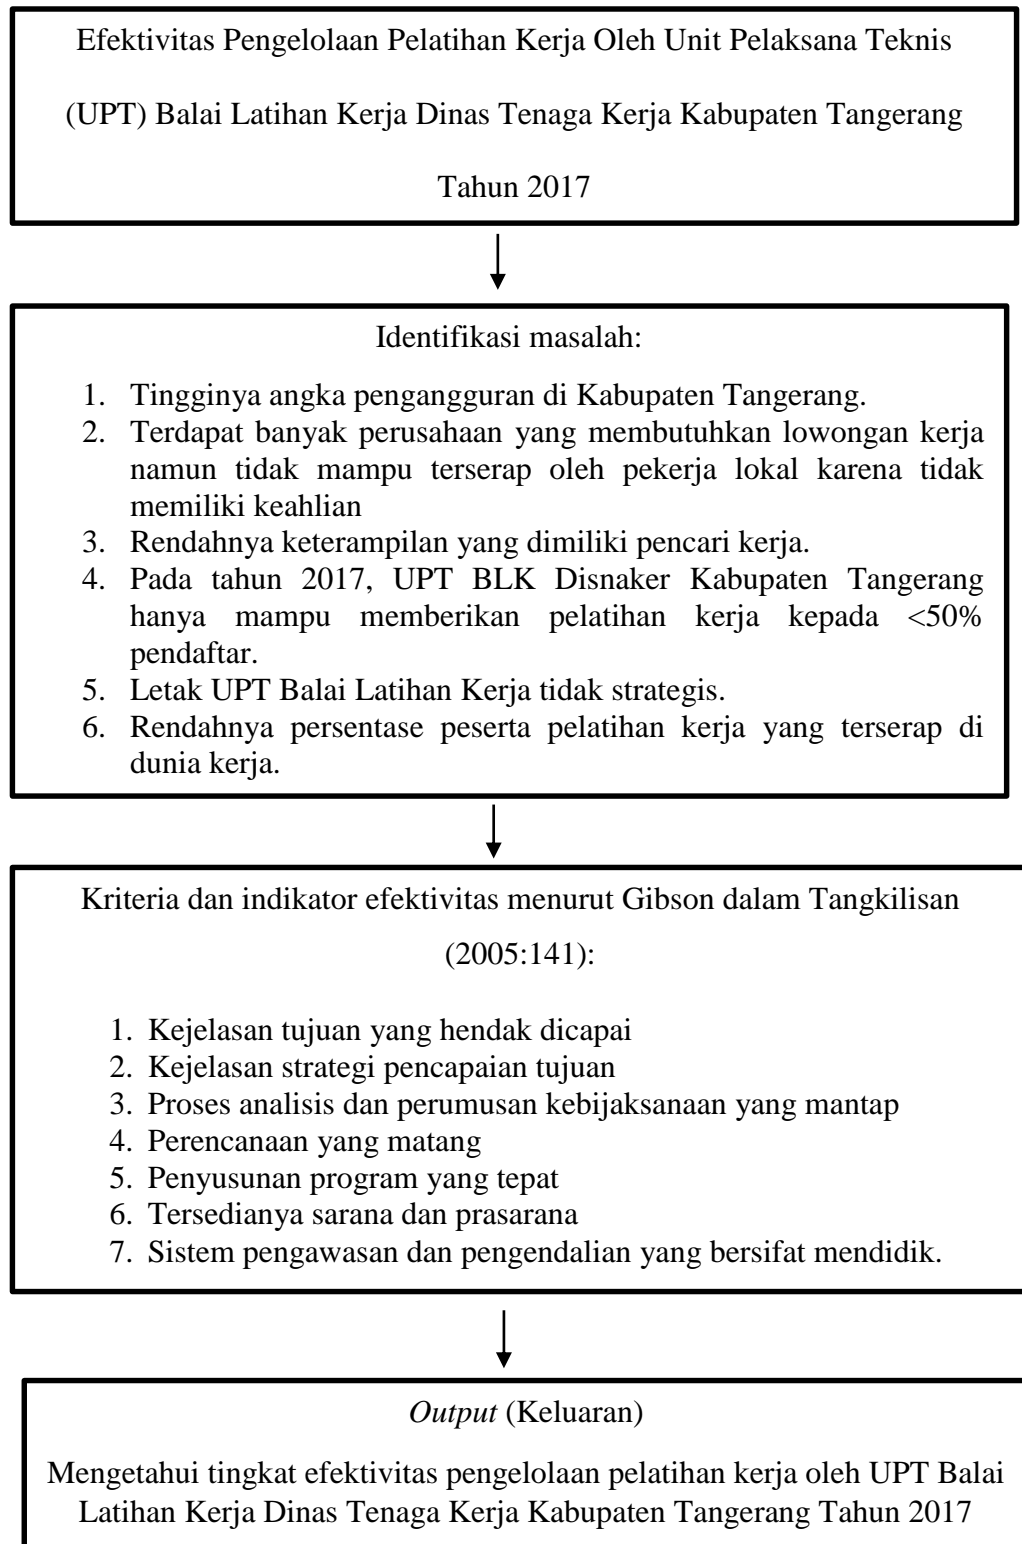 Efektivitas Pengelolaan Pelatihan Kerja Oleh Unit Pelaksana Teknis
(UPT) Balai Latihan Kerja Dinas Tenaga Kerja Kabupaten Tangerang
Tahun 2017
Identifikasi masalah:
1. Tingginya angka pengangguran di Kabupaten Tangerang.
2. Terdapat banyak perusahaan yang membutuhkan lowongan kerja
namun tidak mampu terserap oleh pekerja lokal karena tidak
memiliki keahlian
3. Rendahnya keterampilan yang dimiliki pencari kerja.
4. Pada tahun 2017, UPT BLK Disnaker Kabupaten Tangerang
hanya mampu memberikan pelatihan kerja kepada <50%
pendaftar.
5. Letak UPT Balai Latihan Kerja tidak strategis.
6. Rendahnya persentase peserta pelatihan kerja yang terserap di
dunia kerja.
Kriteria dan indikator efektivitas menurut Gibson dalam Tangkilisan
(2005:141):
1. Kejelasan tujuan yang hendak dicapai
2. Kejelasan strategi pencapaian tujuan
3. Proses analisis dan perumusan kebijaksanaan yang mantap
4. Perencanaan yang matang
5. Penyusunan program yang tepat
6. Tersedianya sarana dan prasarana
7. Sistem pengawasan dan pengendalian yang bersifat mendidik.
Output (Keluaran)
Mengetahui tingkat efektivitas pengelolaan pelatihan kerja oleh UPT Balai
Latihan Kerja Dinas Tenaga Kerja Kabupaten Tangerang Tahun 2017